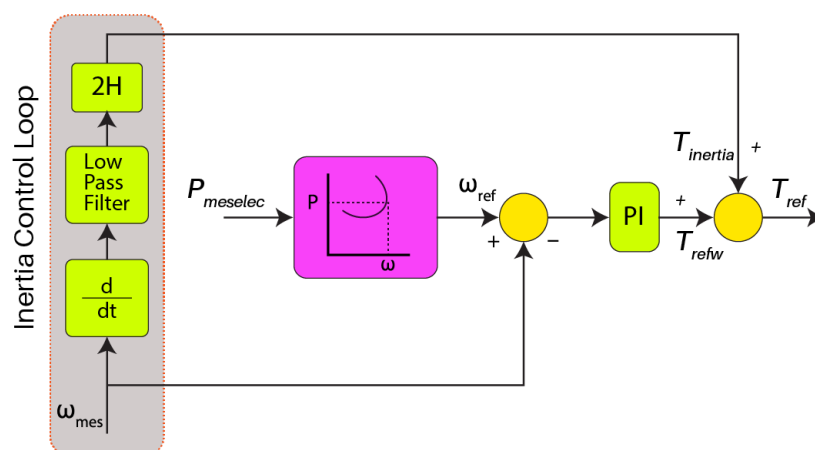 Inertia Control Loop
2H
Low
Pass
Filter
d
dt
ωmes
Pmeselec
P
ω
ωref
+
−
PI
+
Trefw
Tinertia
+
Tref